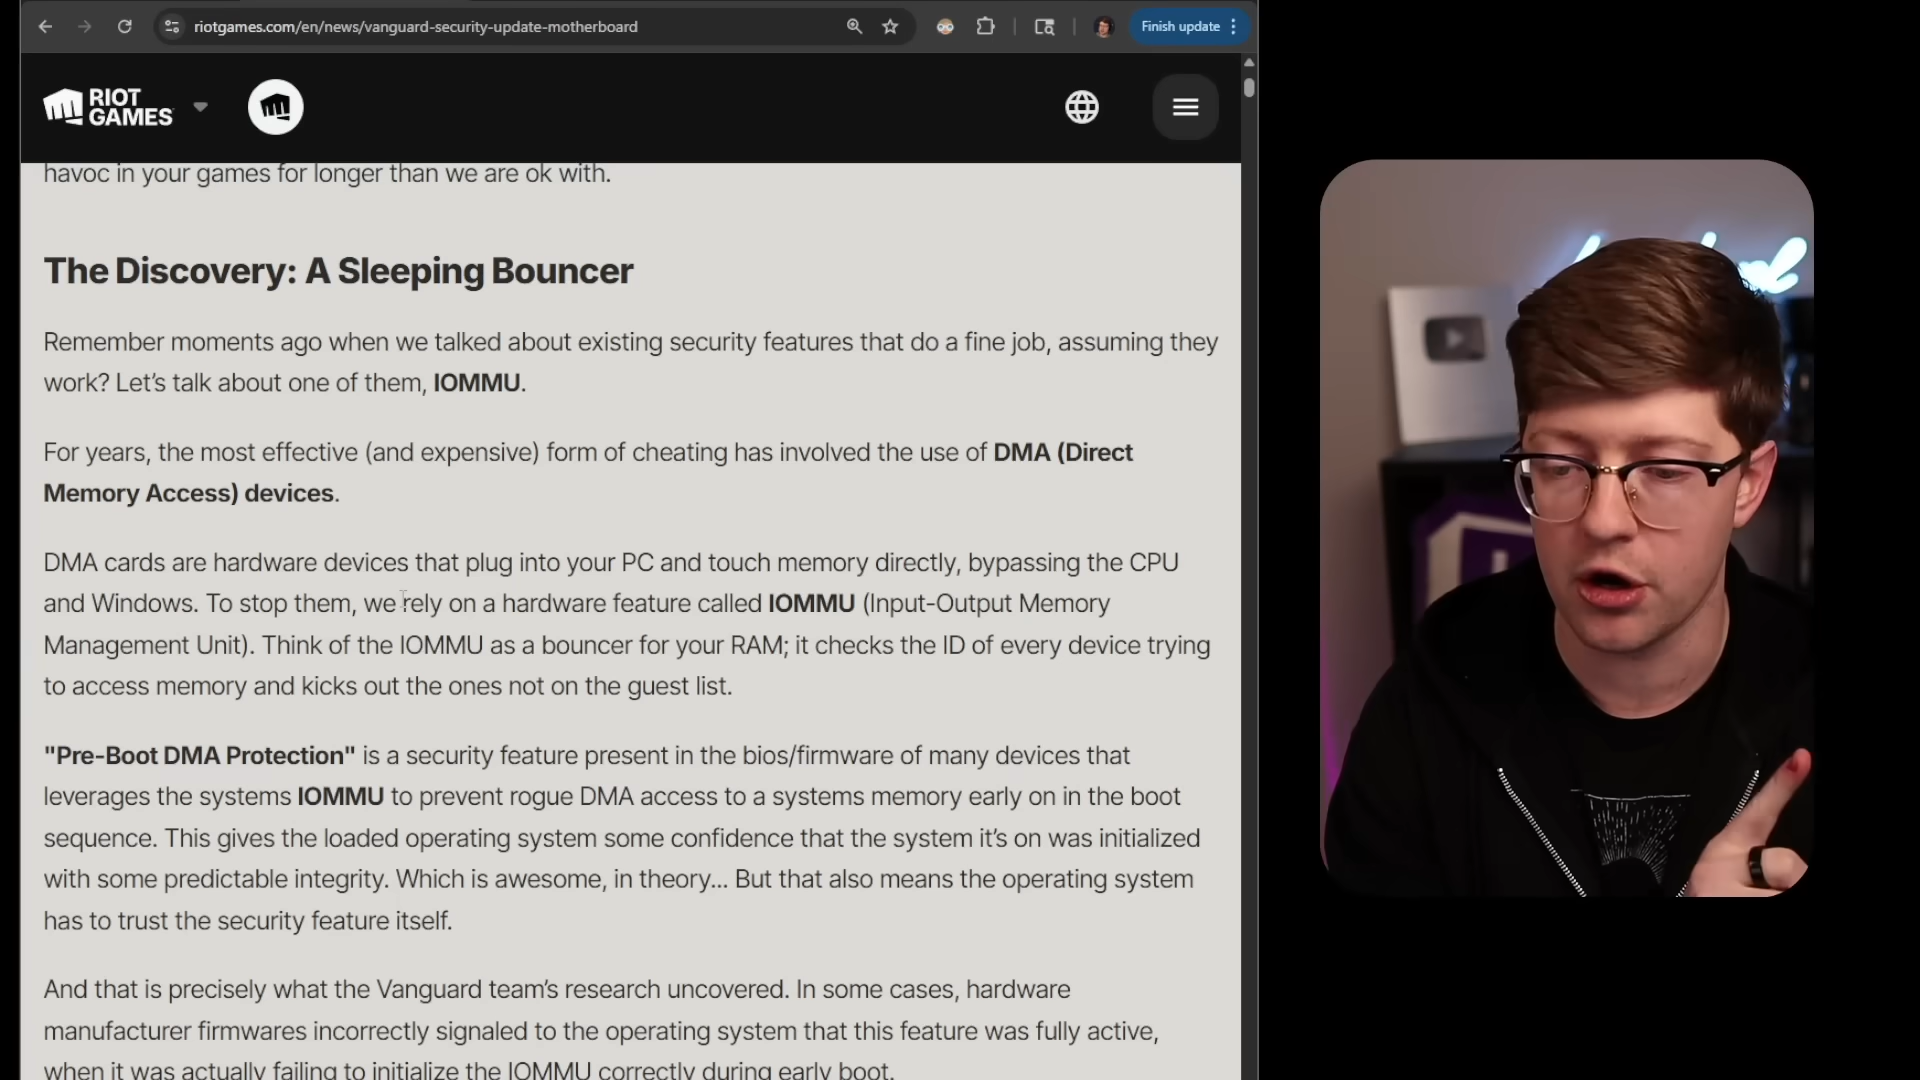 riotgames.com/en/news/vanguard-security-update-motherboard
Finish update
RIOT
GAMES
havoc in your games for longer than we are ok with.
The Discovery: A Sleeping Bouncer
Remember moments ago when we talked about existing security features that do a fine job, assuming they
work? Let’s talk about one of them, IOMMU.
For years, the most effective (and expensive) form of cheating has involved the use of DMA (Direct
Memory Access) devices.
DMA cards are hardware devices that plug into your PC and touch memory directly, bypassing the CPU
and Windows. To stop them, we rely on a hardware feature called IOMMU (Input-Output Memory
Management Unit). Think of the IOMMU as a bouncer for your RAM; it checks the ID of every device trying
to access memory and kicks out the ones not on the guest list.
"Pre-Boot DMA Protection" is a security feature present in the bios/firmware of many devices that
leverages the systems IOMMU to prevent rogue DMA access to a systems memory early on in the boot
sequence. This gives the loaded operating system some confidence that the system it’s on was initialized
with some predictable integrity. Which is awesome, in theory... But that also means the operating system
has to trust the security feature itself.
And that is precisely what the Vanguard team’s research uncovered. In some cases, hardware
manufacturer firmwares incorrectly signaled to the operating system that this feature was fully active,
when it was actually failing to initialize the IOMMU correctly during early boot.